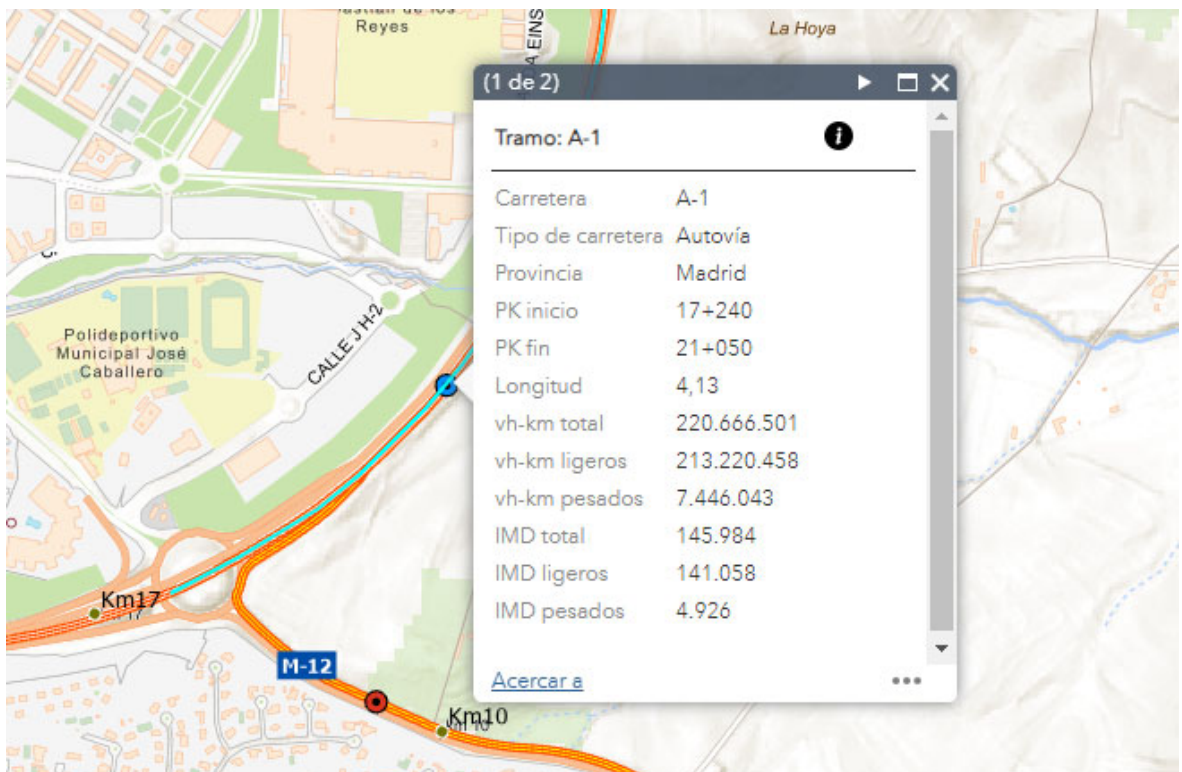 Reyes
La Hoya
(1 de 2)
Tramo: A-1
Carretera A-1
Tipo de carretera Autovía
Provincia Madrid
PK inicio 17+240
PK fin 21+050
Longitud 4,13
vh-km total 220.666.501
vh-km ligeros 213.220.458
vh-km pesados 7.446.043
IMD total 145.984
IMD ligeros 141.058
IMD pesados 4.926
Acercar a
Polideportivo
Municipal José
Caballero
CALLE J H-2
Km17
M-12
Km10